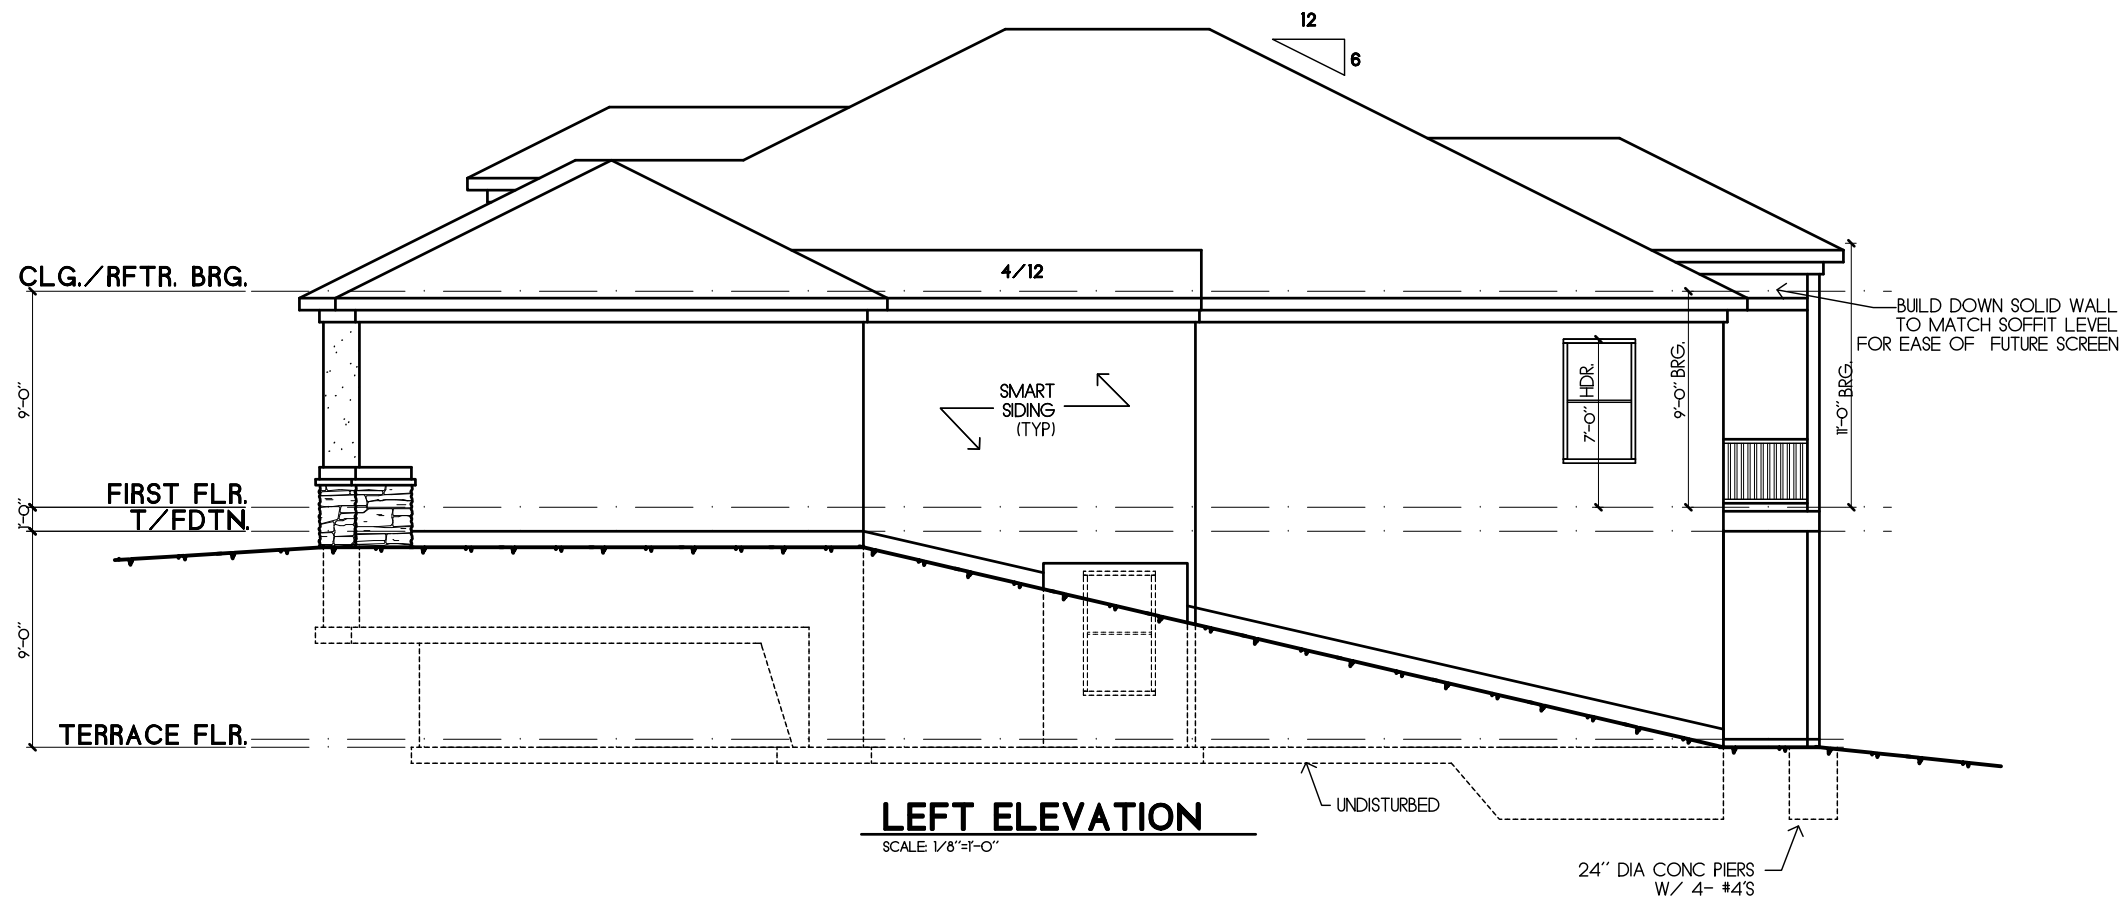 12
6
4/12
CLG./RFTR. BRG.
BUILD DOWN SOLID WALL
TO MATCH SOFFIT LEVEL
FOR EASE OF FUTURE SCREEN
9'-0"
SMART
SIDING
(TYP)
7'-0" HDR.
9'-0" BRG.
11'-0" BRG.
FIRST FLR.
1'-0"
T/FDTN.
9'-0"
TERRACE FLR.
UNDISTURBED
LEFT ELEVATION
SCALE: 1/8"=1'-0"
24" DIA CONC PIERS
W/ 4- #4'S